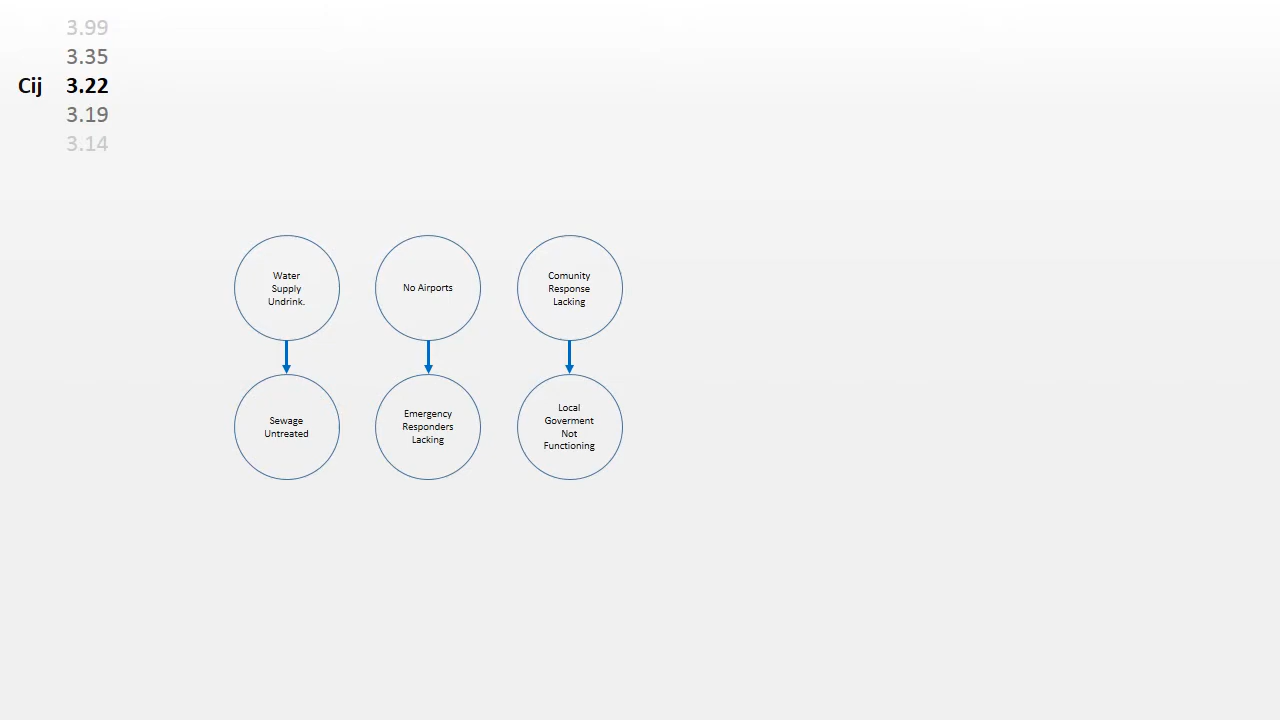 3.99
3.35
Cij 3.22
3.19
3.14
Water
Supply
Undrink.
No Airports
Comunity
Response
Lacking
Sewage
Untreated
Emergency
Responders
Lacking
Local
Goverment
Not
Functioning